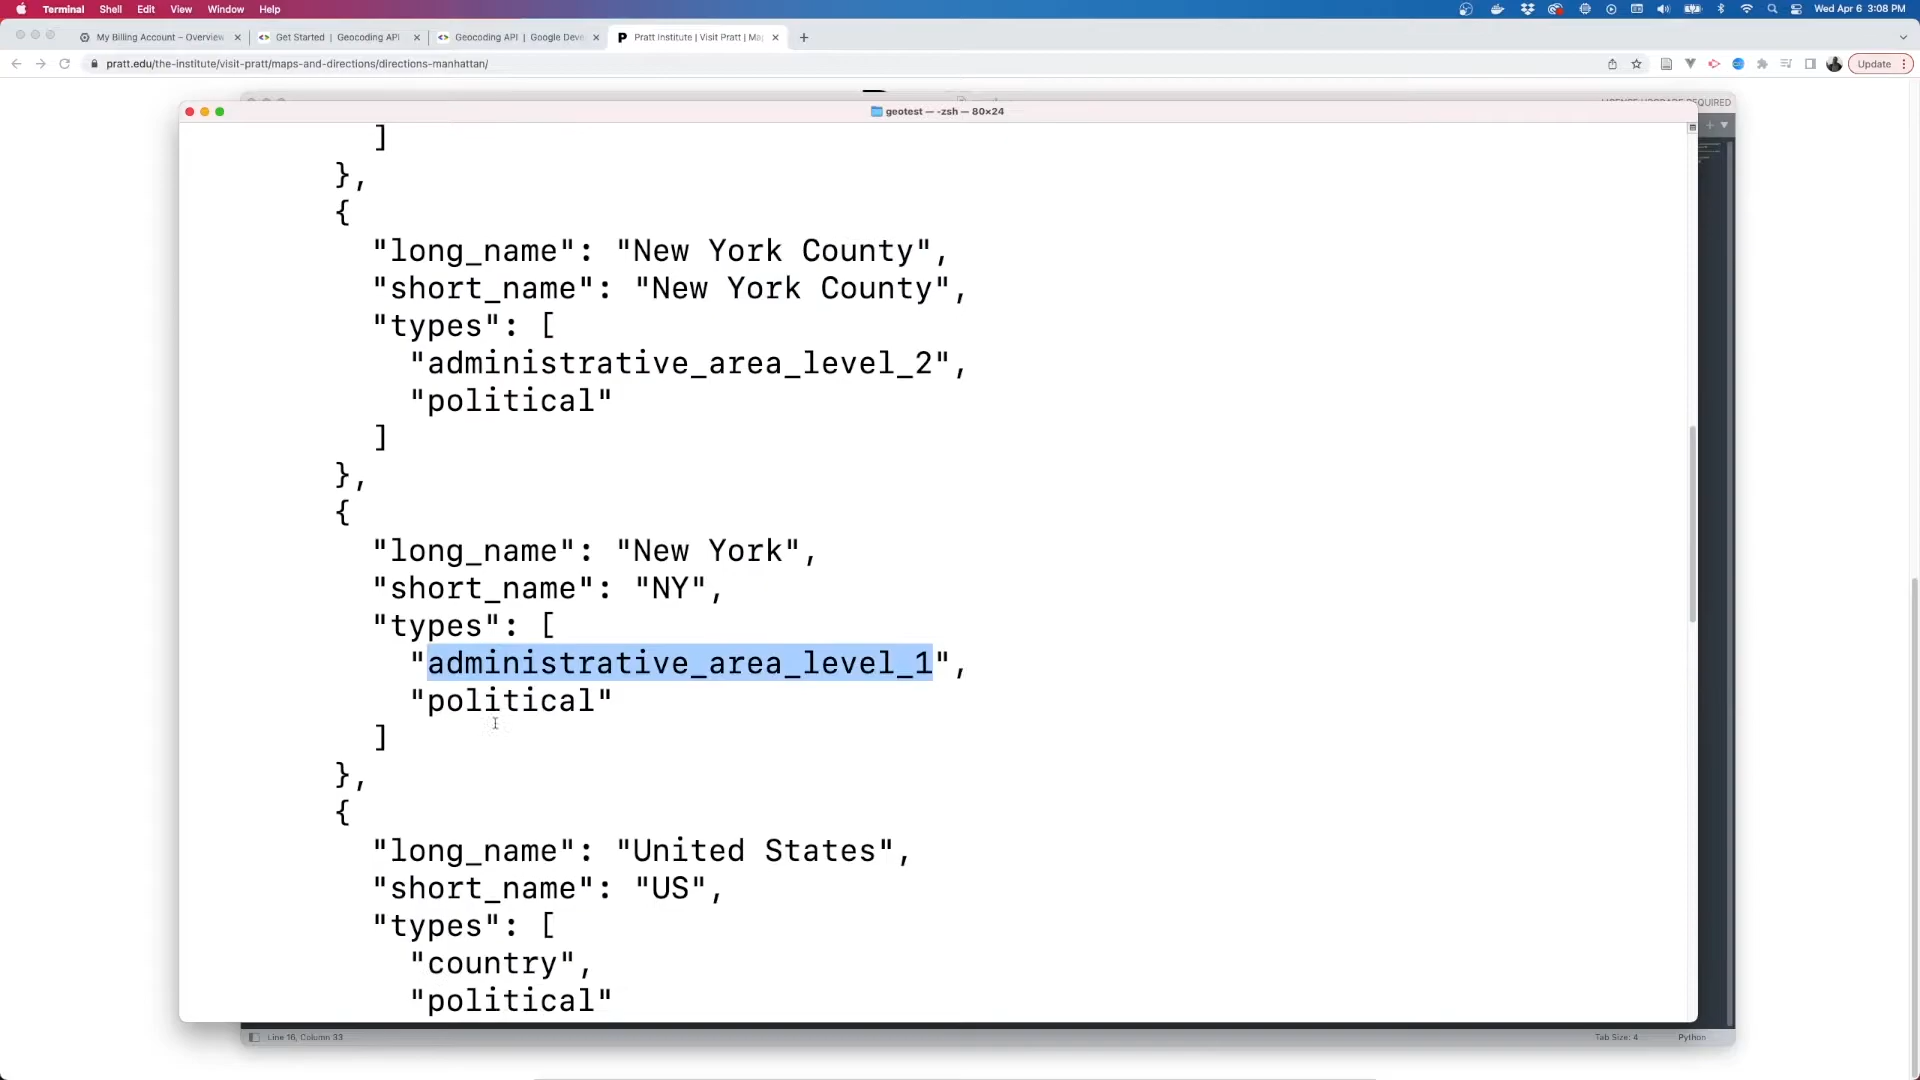 Terminal Shell Edit View Window Help Wed Apr 6 3:08 PM
My Billing Account – Overview Get Started | Geocoding API Geocoding API | Google Deve Pratt Institute | Visit Pratt | Ma
pratt.edu/the-institute/visit-pratt/maps-and-directions/directions-manhattan/ Update
LICENSE UPGRADE REQUIRED
geotest — -zsh — 80×24
]
},
{
"long_name": "New York County",
"short_name": "New York County",
"types": [
"administrative_area_level_2",
"political"
]
},
{
"long_name": "New York",
"short_name": "NY",
"types": [
"administrative_area_level_1",
"political"
]
},
{
"long_name": "United States",
"short_name": "US",
"types": [
"country",
"political"
Line 16, Column 33 Tab Size: 4 Python